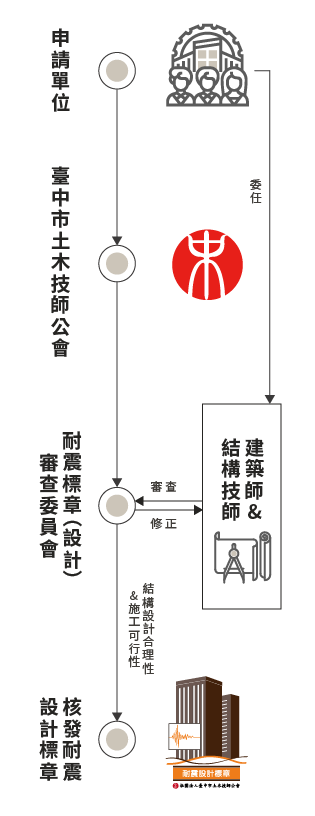 申請單位
委任
臺中市土木技師公會
建築師&
結構技師
耐震標章(設計)
審查委員會
審查
修正
結構設計合理性
&施工可行性
核發耐震
設計標章
耐震設計標章
社團法人臺中市土木技師公會